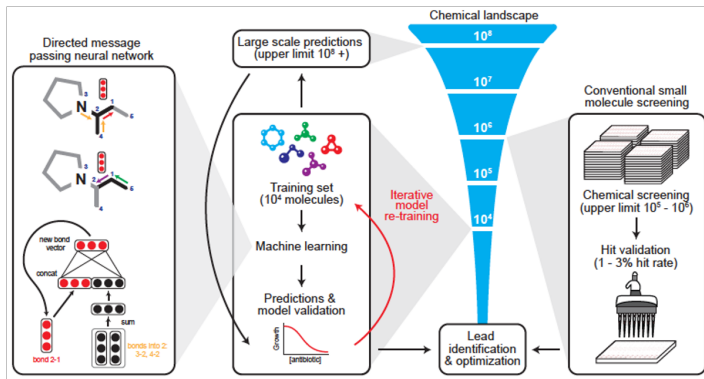 Directed message
passing neural network
3
N
2
1
5
4
3
N
2
1
5
4
new bond
vector
concat
sum
bond 2-1
bonds into 2:
3-2, 4-2
Large scale predictions
(upper limit 10⁸ +)
Training set
(10⁴ molecules)
Machine learning
Predictions &
model validation
Growth
[antibiotic]
Iterative
model
re-training
Chemical landscape
10⁸
10⁷
10⁶
10⁵
10⁴
Lead
identification
& optimization
Conventional small
molecule screening
Chemical screening
(upper limit 10⁵ - 10⁶)
Hit validation
(1 - 3% hit rate)